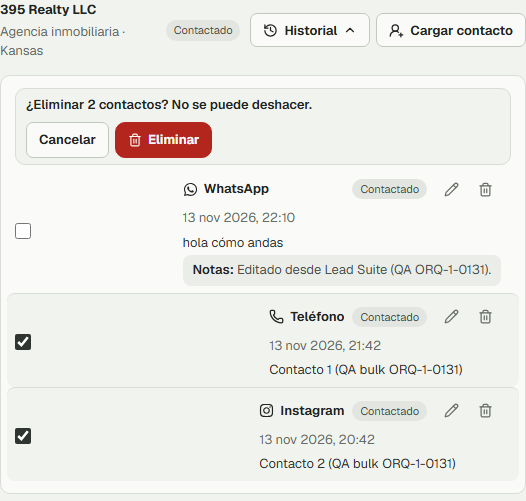 395 Realty LLC
Agencia inmobiliaria ·
Kansas
Contactado
Historial
Cargar contacto
¿Eliminar 2 contactos? No se puede deshacer.
Cancelar
Eliminar
WhatsApp
Contactado
13 nov 2026, 22:10
hola cómo andas
Notas: Editado desde Lead Suite (QA ORQ-1-0131).
Teléfono
Contactado
13 nov 2026, 21:42
Contacto 1 (QA bulk ORQ-1-0131)
Instagram
Contactado
13 nov 2026, 20:42
Contacto 2 (QA bulk ORQ-1-0131)